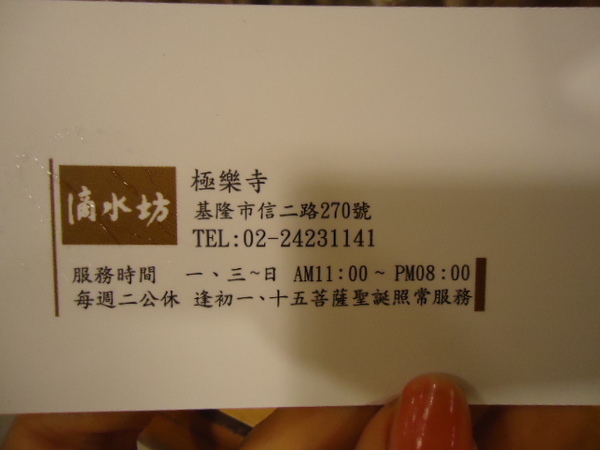 滴水坊
極樂寺
基隆市信二路270號
TEL:02-24231141
服務時間 一、三~日 AM11:00 ~ PM08:00
每週二公休 逢初一、十五菩薩聖誕照常服務